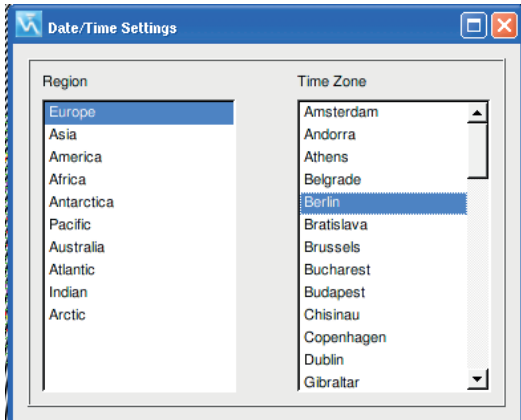 Date/Time Settings
Region
Europe
Asia
America
Africa
Antarctica
Pacific
Australia
Atlantic
Indian
Arctic
Time Zone
Amsterdam
Andorra
Athens
Belgrade
Berlin
Bratislava
Brussels
Bucharest
Budapest
Chisinau
Copenhagen
Dublin
Gibraltar